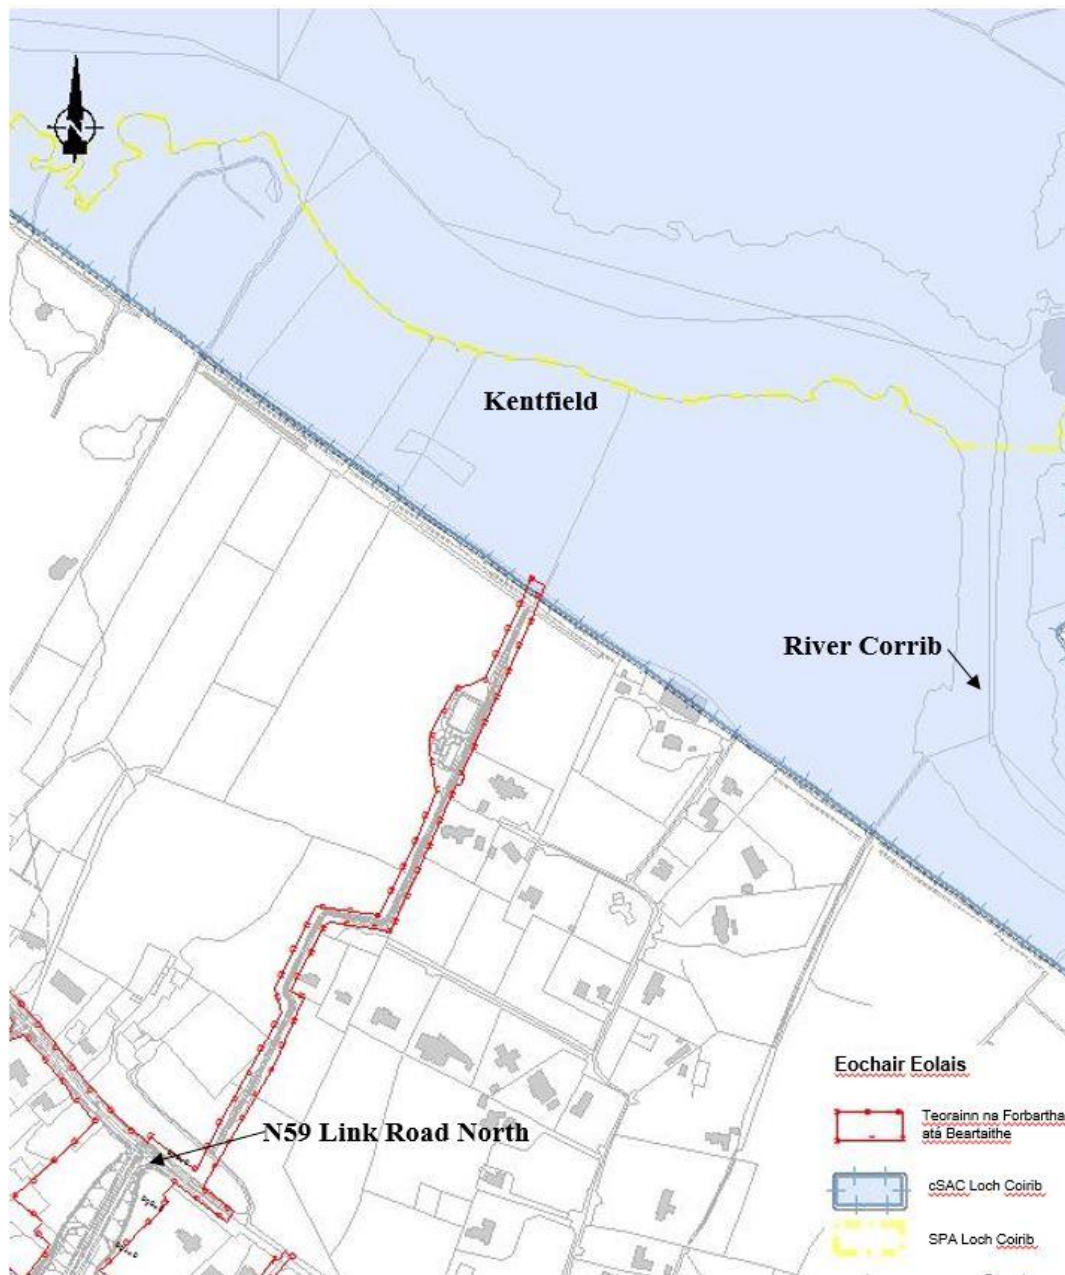 N
Kentfield
River Corrib
N59 Link Road North
Eochair Eolais
Teorainn na Forbartha
atá Beartaithe
cSAC Loch Coirib
SPA Loch Coirib